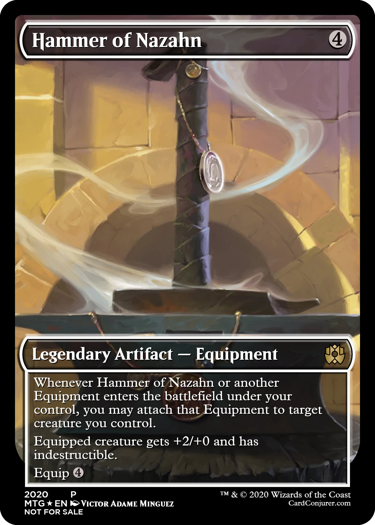 Hammer of Nazahn 4
Legendary Artifact — Equipment
Whenever Hammer of Nazahn or another
Equipment enters the battlefield under your
control, you may attach that Equipment to target
creature you control.
Equipped creature gets +2/+0 and has
indestructible.
Equip 4
2020 P
MTG ★ EN Victor Adame Minguez
NOT FOR SALE
™ & © 2020 Wizards of the Coast
CardConjurer.com